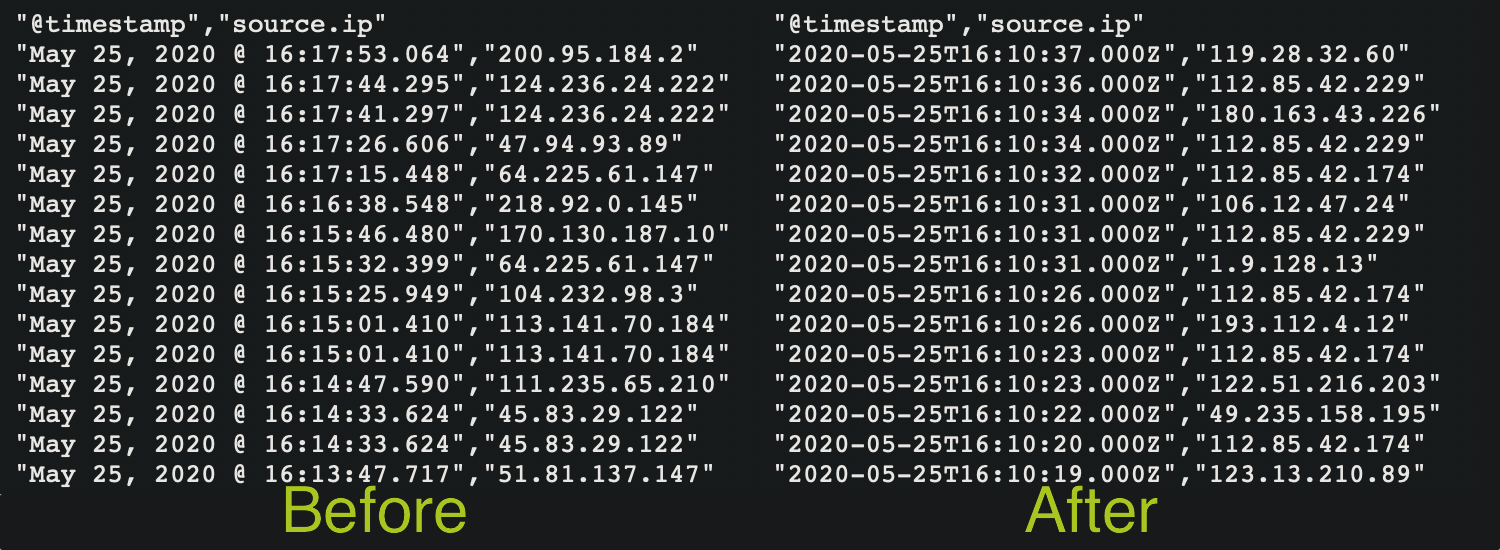 "@timestamp","source.ip"
"May 25, 2020 @ 16:17:53.064","200.95.184.2"
"May 25, 2020 @ 16:17:44.295","124.236.24.222"
"May 25, 2020 @ 16:17:41.297","124.236.24.222"
"May 25, 2020 @ 16:17:26.606","47.94.93.89"
"May 25, 2020 @ 16:17:15.448","64.225.61.147"
"May 25, 2020 @ 16:16:38.548","218.92.0.145"
"May 25, 2020 @ 16:15:46.480","170.130.187.10"
"May 25, 2020 @ 16:15:32.399","64.225.61.147"
"May 25, 2020 @ 16:15:25.949","104.232.98.3"
"May 25, 2020 @ 16:15:01.410","113.141.70.184"
"May 25, 2020 @ 16:15:01.410","113.141.70.184"
"May 25, 2020 @ 16:14:47.590","111.235.65.210"
"May 25, 2020 @ 16:14:33.624","45.83.29.122"
"May 25, 2020 @ 16:14:33.624","45.83.29.122"
"May 25, 2020 @ 16:13:47.717","51.81.137.147"
Before
"@timestamp","source.ip"
"2020-05-25T16:10:37.000Z","119.28.32.60"
"2020-05-25T16:10:36.000Z","112.85.42.229"
"2020-05-25T16:10:34.000Z","180.163.43.226"
"2020-05-25T16:10:34.000Z","112.85.42.229"
"2020-05-25T16:10:32.000Z","112.85.42.174"
"2020-05-25T16:10:31.000Z","106.12.47.24"
"2020-05-25T16:10:31.000Z","112.85.42.229"
"2020-05-25T16:10:31.000Z","1.9.128.13"
"2020-05-25T16:10:26.000Z","112.85.42.174"
"2020-05-25T16:10:26.000Z","193.112.4.12"
"2020-05-25T16:10:23.000Z","112.85.42.174"
"2020-05-25T16:10:23.000Z","122.51.216.203"
"2020-05-25T16:10:22.000Z","49.235.158.195"
"2020-05-25T16:10:20.000Z","112.85.42.174"
"2020-05-25T16:10:19.000Z","123.13.210.89"
After